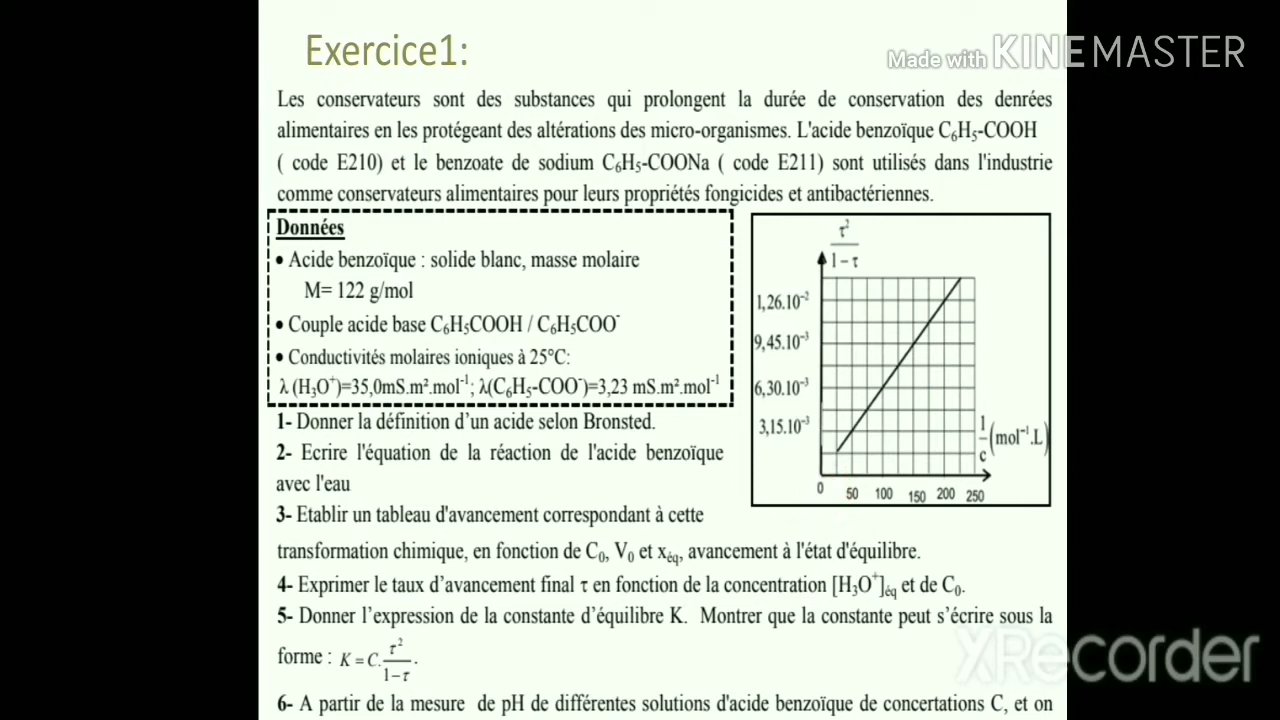 Exercice1:
Made with KINEMASTER
Les conservateurs sont des substances qui prolongent la durée de conservation des denrées
alimentaires en les protégeant des altérations des micro-organismes. L'acide benzoïque C₆H₅-COOH
( code E210) et le benzoate de sodium C₆H₅-COONa ( code E211) sont utilisés dans l'industrie
comme conservateurs alimentaires pour leurs propriétés fongicides et antibactériennes.
Données
• Acide benzoïque : solide blanc, masse molaire
M= 122 g/mol
• Couple acide base C₆H₅COOH / C₆H₅COO⁻
• Conductivités molaires ioniques à 25°C:
λ (H₃O⁺)=35,0mS.m².mol⁻¹; λ(C₆H₅-COO⁻)=3,23 mS.m².mol⁻¹
τ²
1 – τ
1,26.10⁻²
9,45.10⁻³
6,30.10⁻³
3,15.10⁻³
1/c (mol⁻¹.L)
0 50 100 150 200 250
1- Donner la définition d'un acide selon Bronsted.
2- Ecrire l'équation de la réaction de l'acide benzoïque
avec l'eau
3- Etablir un tableau d'avancement correspondant à cette
transformation chimique, en fonction de C₀, V₀ et xéq, avancement à l'état d'équilibre.
4- Exprimer le taux d'avancement final τ en fonction de la concentration [H₃O⁺]éq et de C₀.
5- Donner l'expression de la constante d'équilibre K. Montrer que la constante peut s'écrire sous la
forme : K = C. τ²/1–τ .
XRecorder
6- A partir de la mesure de pH de différentes solutions d'acide benzoïque de concertations C, et on